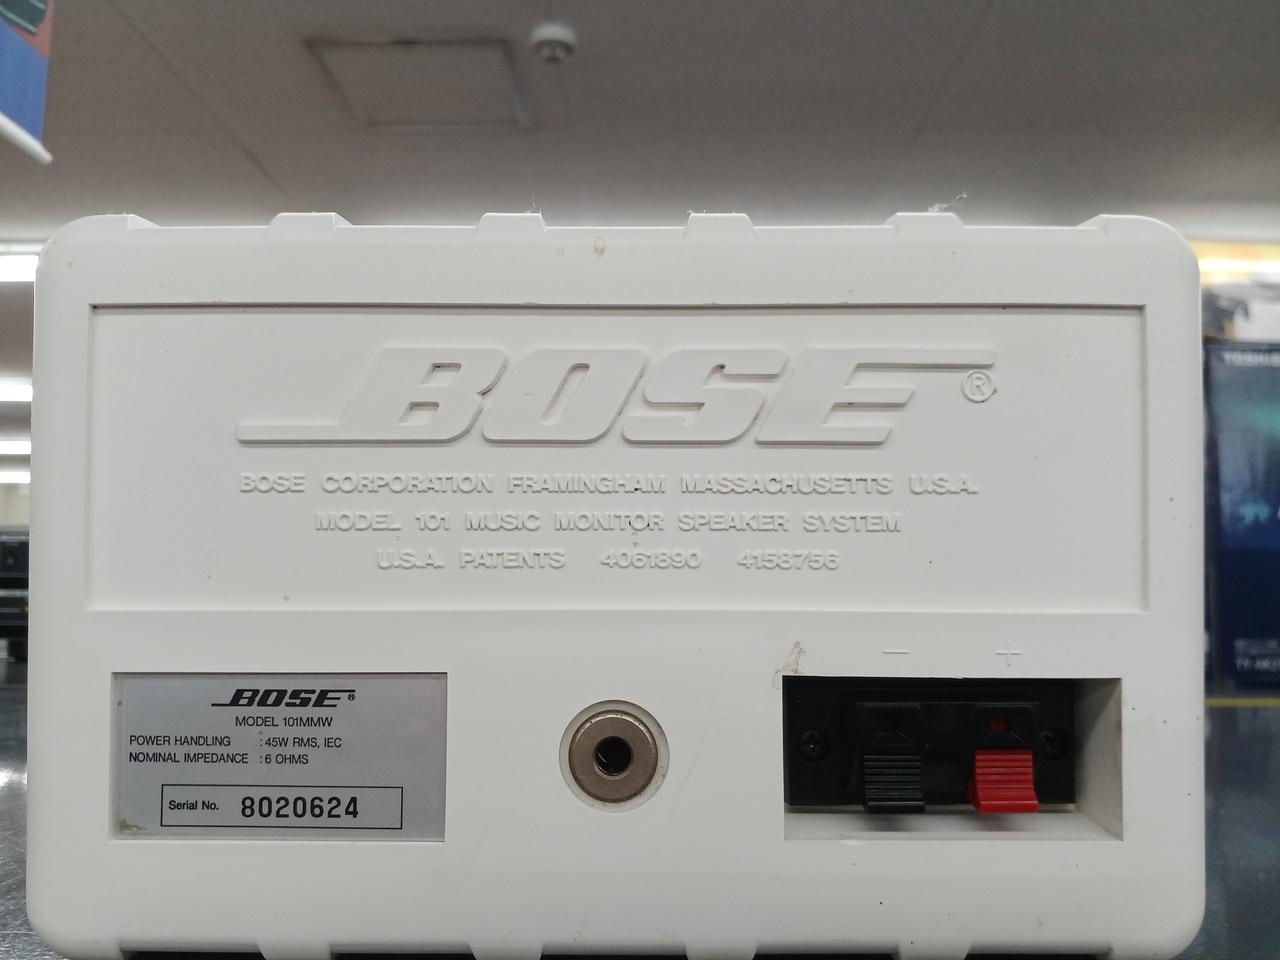 BOSE ®
BOSE CORPORATION FRAMINGHAM MASSACHUSETTS U.S.A.
MODEL 101 MUSIC MONITOR SPEAKER SYSTEM
U.S.A. PATENTS 4061890 4158756
− +
BOSE ®
MODEL 101MMW
POWER HANDLING : 45W RMS, IEC
NOMINAL IMPEDANCE : 6 OHMS
Serial No. 8020624
TOSHIBA